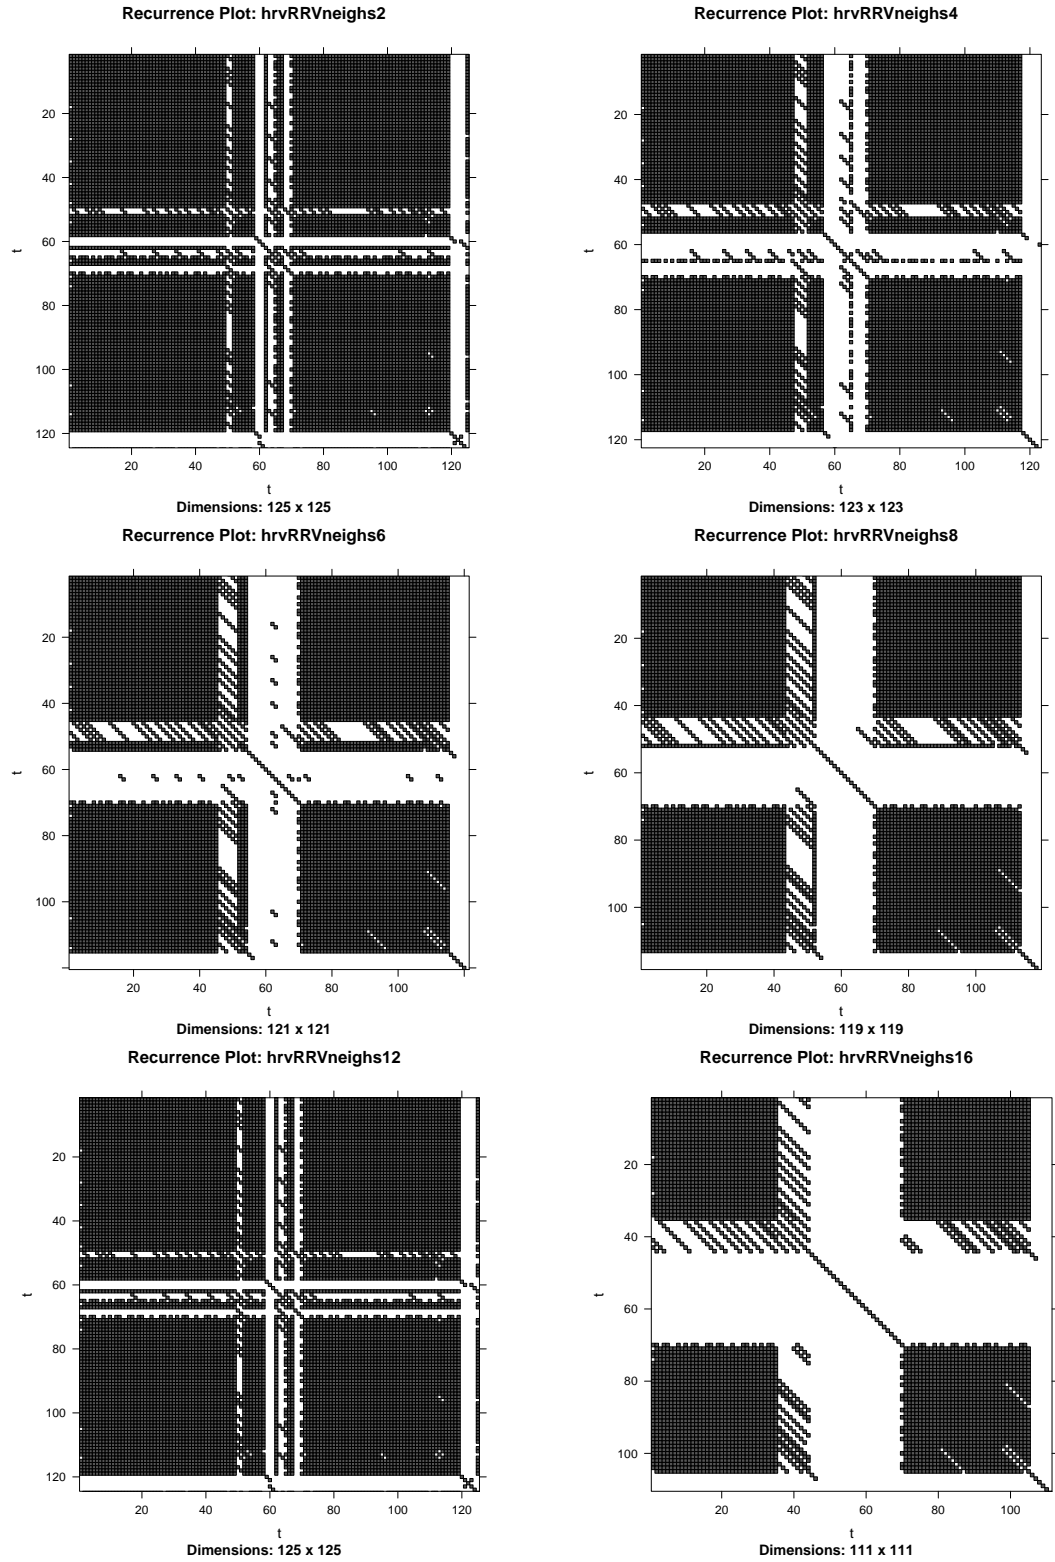 Recurrence Plot: hrvRRVneighs2
20
40
60
80
100
120
t
20 40 60 80 100 120
t
Dimensions: 125 x 125
Recurrence Plot: hrvRRVneighs4
20
40
60
80
100
120
t
20 40 60 80 100 120
t
Dimensions: 123 x 123
Recurrence Plot: hrvRRVneighs6
20
40
60
80
100
t
20 40 60 80 100
t
Dimensions: 121 x 121
Recurrence Plot: hrvRRVneighs8
20
40
60
80
100
t
20 40 60 80 100
t
Dimensions: 119 x 119
Recurrence Plot: hrvRRVneighs12
20
40
60
80
100
120
t
20 40 60 80 100 120
t
Dimensions: 125 x 125
Recurrence Plot: hrvRRVneighs16
20
40
60
80
100
t
20 40 60 80 100
t
Dimensions: 111 x 111